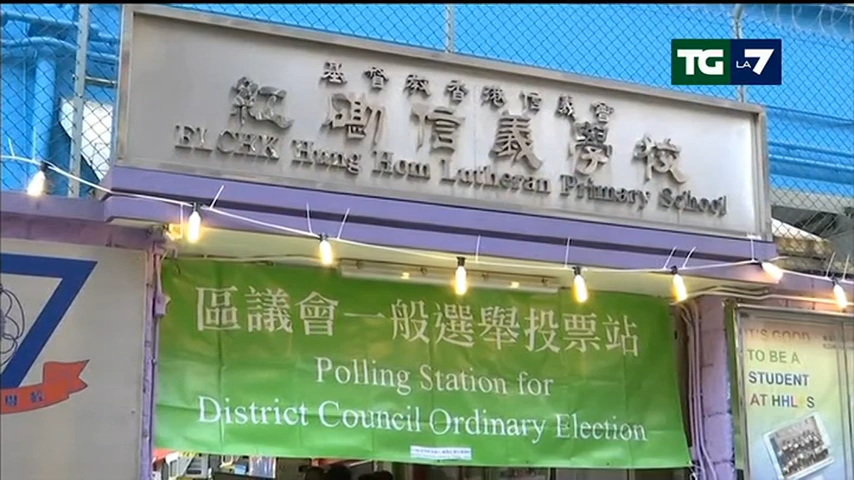 TG LA 7
基督教香港信義會
紅磡信義學校
ELCHK Hung Hom Lutheran Primary School
區議會一般選舉投票站
Polling Station for
District Council Ordinary Election
IT'S GOOD
TO BE A
STUDENT
AT HHLPS